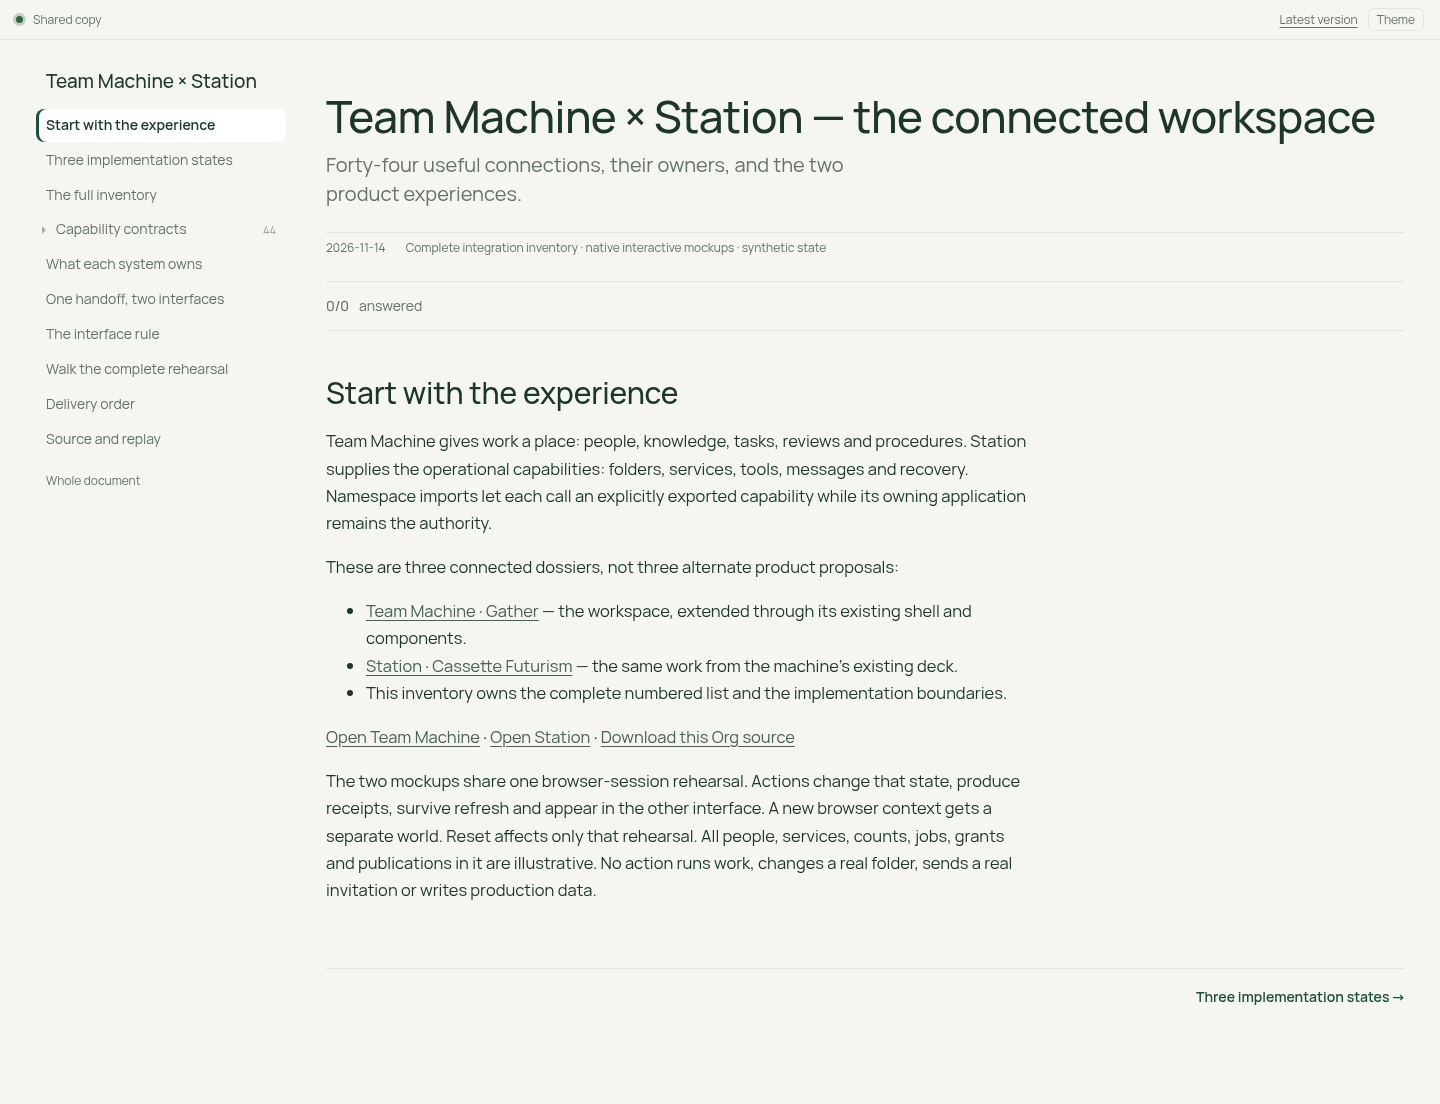 Shared copy
Latest version
Theme
Team Machine × Station
Start with the experience
Three implementation states
The full inventory
Capability contracts 44
What each system owns
One handoff, two interfaces
The interface rule
Walk the complete rehearsal
Delivery order
Source and replay
Whole document
Team Machine × Station — the connected workspace
Forty-four useful connections, their owners, and the two
product experiences.
2026-11-14 Complete integration inventory · native interactive mockups · synthetic state
0/0 answered
Start with the experience
Team Machine gives work a place: people, knowledge, tasks, reviews and procedures. Station
supplies the operational capabilities: folders, services, tools, messages and recovery.
Namespace imports let each call an explicitly exported capability while its owning application
remains the authority.
These are three connected dossiers, not three alternate product proposals:
• Team Machine · Gather — the workspace, extended through its existing shell and
components.
• Station · Cassette Futurism — the same work from the machine’s existing deck.
• This inventory owns the complete numbered list and the implementation boundaries.
Open Team Machine · Open Station · Download this Org source
The two mockups share one browser-session rehearsal. Actions change that state, produce
receipts, survive refresh and appear in the other interface. A new browser context gets a
separate world. Reset affects only that rehearsal. All people, services, counts, jobs, grants
and publications in it are illustrative. No action runs work, changes a real folder, sends a real
invitation or writes production data.
Three implementation states →